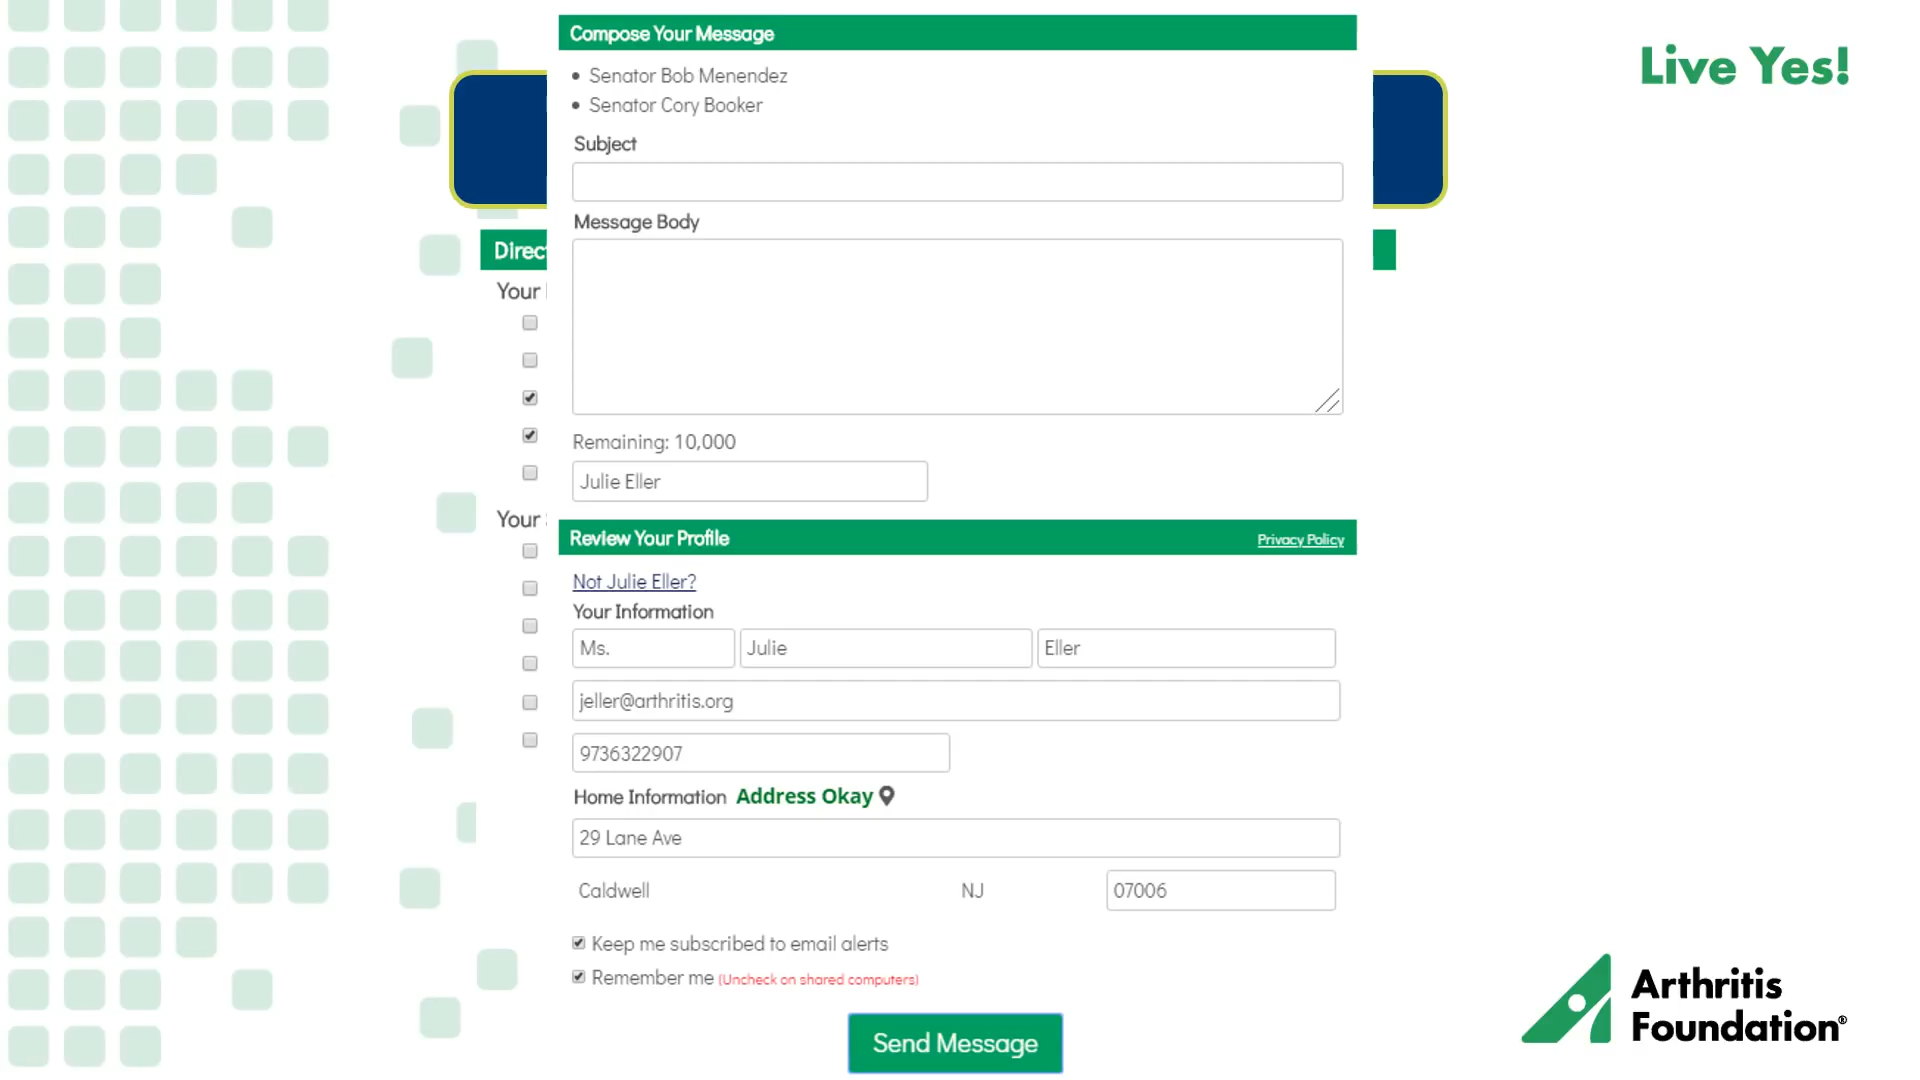 Compose Your Message
Live Yes!
• Senator Bob Menendez
• Senator Cory Booker
Subject
Message Body
Your
Remaining: 10,000
Julie Eller
Your
Review Your Profile
Privacy Policy
Not Julie Eller?
Your Information
Ms. Julie Eller
jeller@arthritis.org
9736322907
Home Information Address Okay
29 Lane Ave
Caldwell NJ 07006
Keep me subscribed to email alerts
Remember me (Uncheck on shared computers)
Send Message
Arthritis
Foundation®